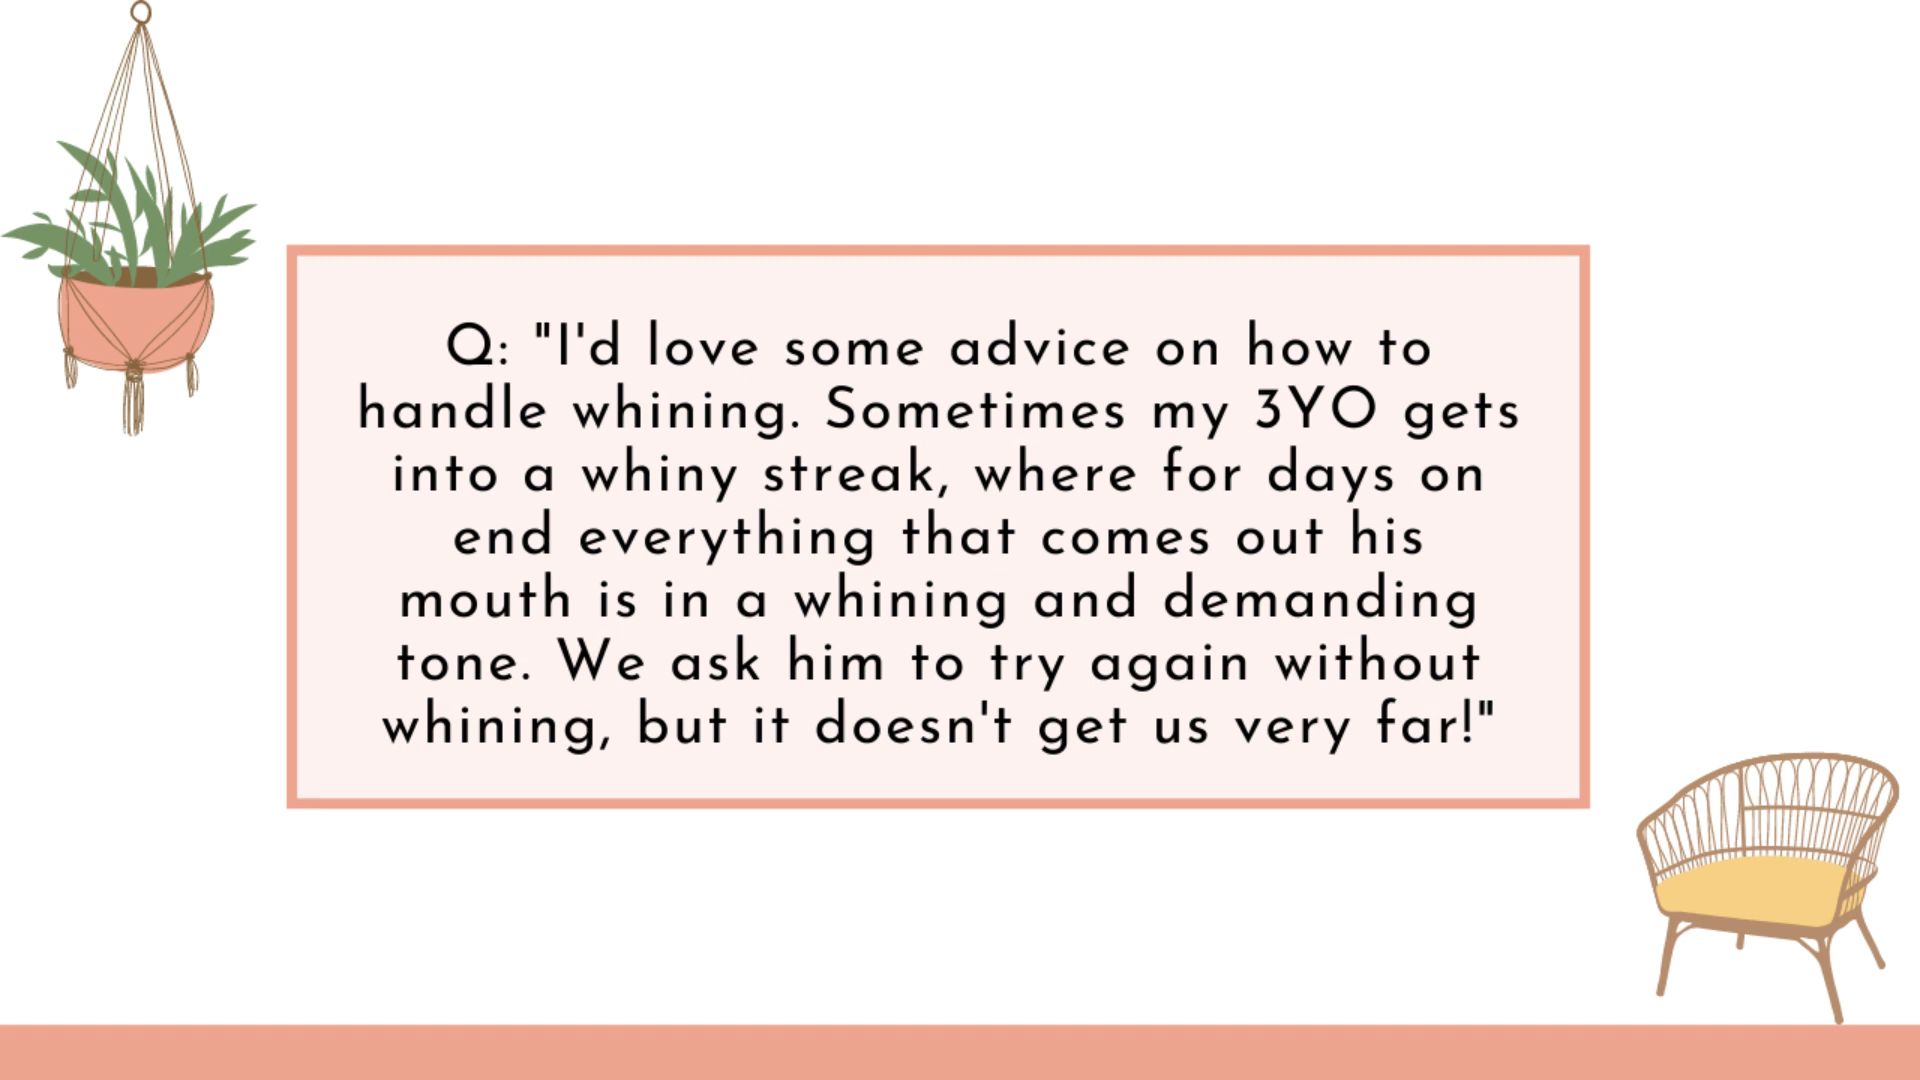 Q: "I'd love some advice on how to
handle whining. Sometimes my 3YO gets
into a whiny streak, where for days on
end everything that comes out his
mouth is in a whining and demanding
tone. We ask him to try again without
whining, but it doesn't get us very far!"